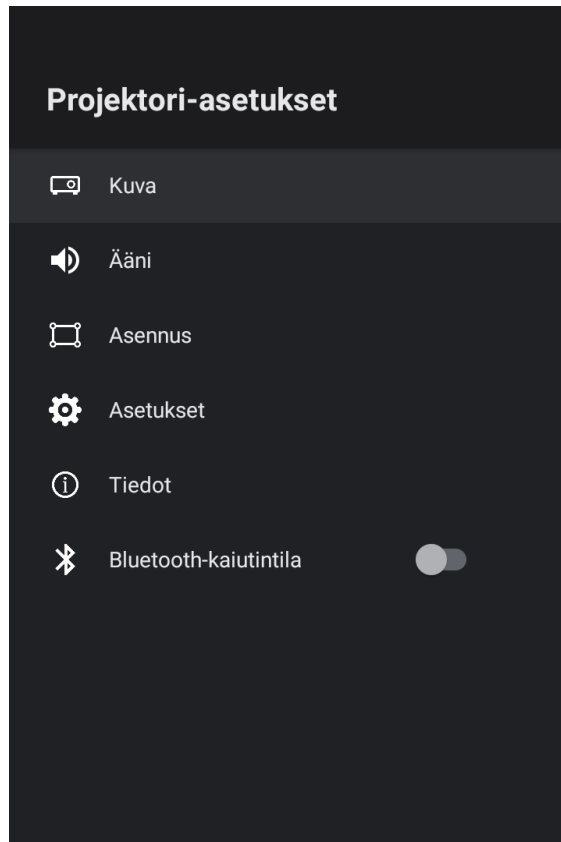 Projektori-asetukset
Kuva
Ääni
Asennus
Asetukset
Tiedot
Bluetooth-kaiutintila